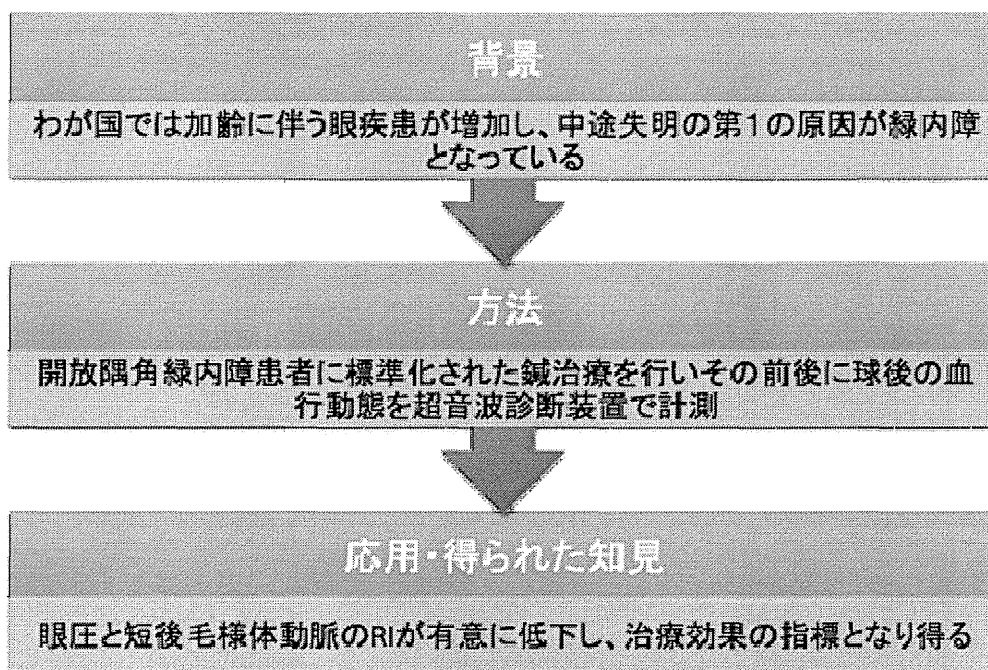 背景
わが国では加齢に伴う眼疾患が増加し、中途失明の第1の原因が緑内障
となっている
方法
開放隅角緑内障患者に標準化された鍼治療を行いその前後に球後の血
行動態を超音波診断装置で計測
応用・得られた知見
眼圧と短後毛様体動脈のRIが有意に低下し、治療効果の指標となり得る